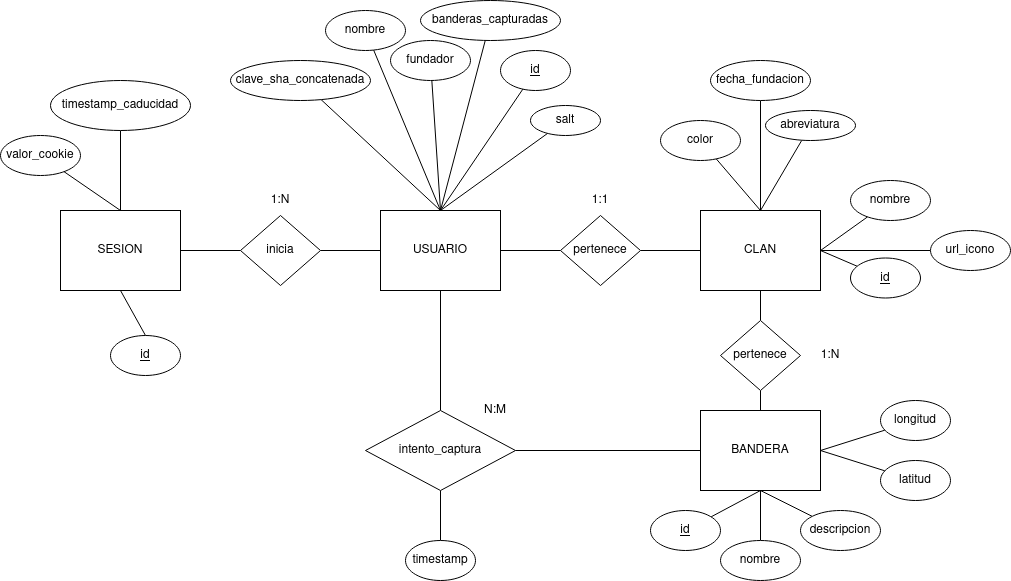 banderas_capturadas
nombre
fundador
id
clave_sha_concatenada
salt
timestamp_caducidad
valor_cookie
fecha_fundacion
abreviatura
color
1:N
1:1
nombre
SESION
inicia
USUARIO
pertenece
CLAN
url_icono
id
id
pertenece
1:N
N:M
longitud
intento_captura
BANDERA
latitud
id
descripcion
timestamp
nombre